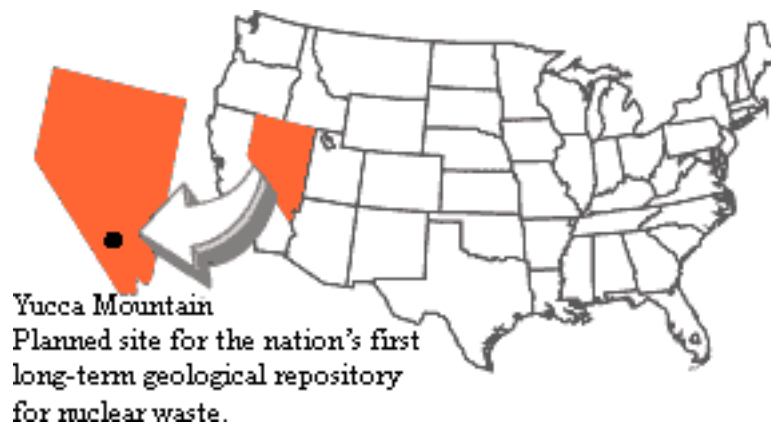 Yucca Mountain
Planned site for the nation's first
long-term geological repository
for nuclear waste.